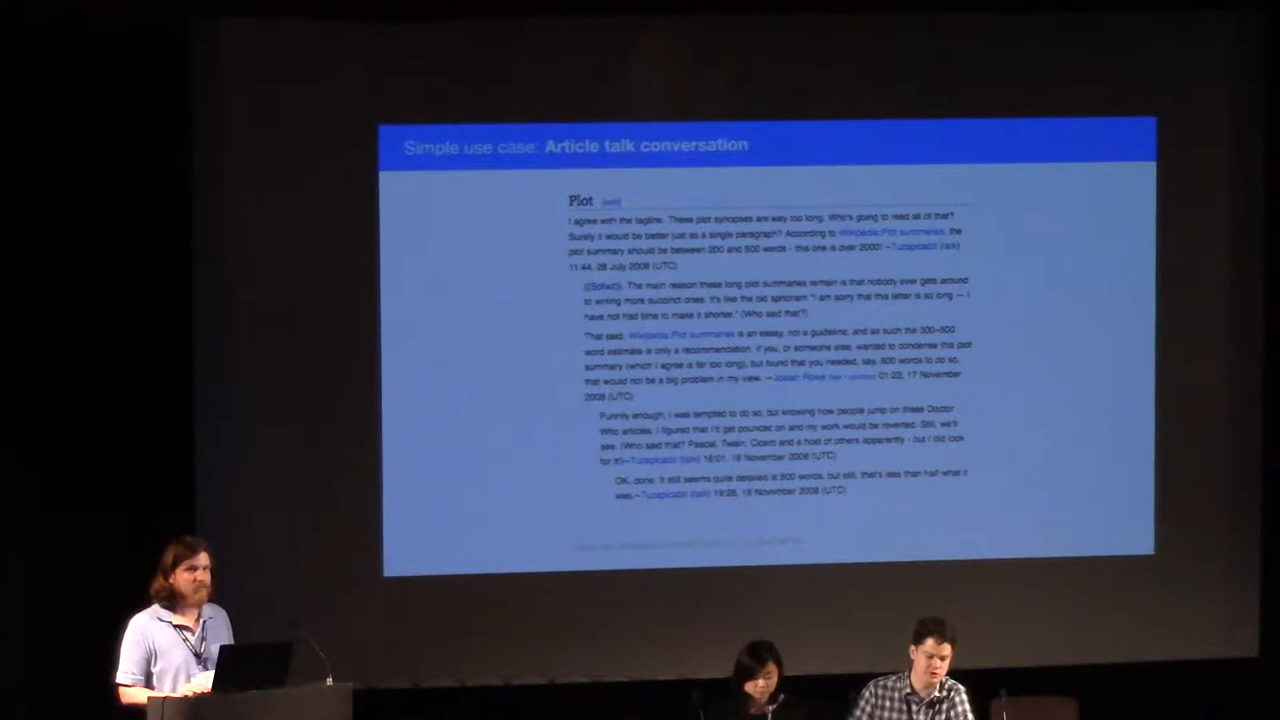 Simple use case: Article talk conversation
Plot [edit]
I agree with the tagline. These plot synopses are way too long. Who's going to read all of that?
Surely it would be better just as a single paragraph? According to Wikipedia:Plot summaries, the
plot summary should be between 200 and 500 words - this one is over 2000! –Tuzapicabit (talk)
11:44, 28 July 2008 (UTC)
{{Sofixit}}. The main reason these long plot summaries remain is that nobody ever gets around
to writing more succinct ones. It's like the old aphorism "I am sorry that this letter is so long — I
have not had time to make it shorter." (Who said that?)
That said, Wikipedia:Plot summaries is an essay, not a guideline, and as such the 300–500
word estimate is only a recommendation. If you, or someone else, wanted to condense this plot
summary (which I agree is far too long), but found that you needed, say, 800 words to do so,
that would not be a big problem in my view. —Josiah Rowe 01:22, 17 November
2008 (UTC)
Funnily enough, I was tempted to do so, but knowing how people jump on these Doctor
Who articles, I figured that I'd get pounced on and my work would be reverted. Still, we'll
see. (Who said that? Pascal, Twain, Cicero and a host of others apparently - but I did look
for it!)–Tuzapicabit (talk) 16:01, 18 November 2008 (UTC)
OK, done. It still seems quite detailed at 800 words, but still, that's less than half what it
was.–Tuzapicabit (talk) 19:28, 18 November 2008 (UTC)